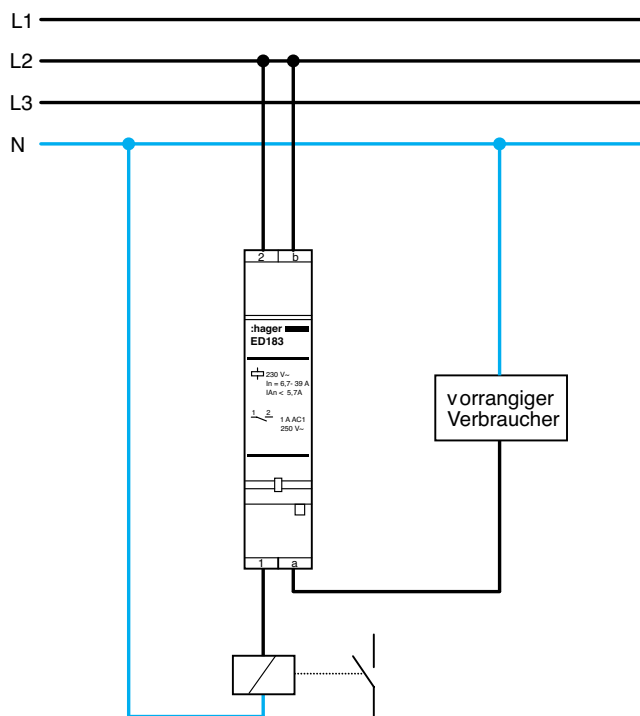 L1
L2
L3
N
2 b
:hager
ED183
230 V~
In = 6,7- 39 A
IAn < 5,7A
1 2
1 A AC1
250 V~
vorrangiger
Verbraucher
1 a